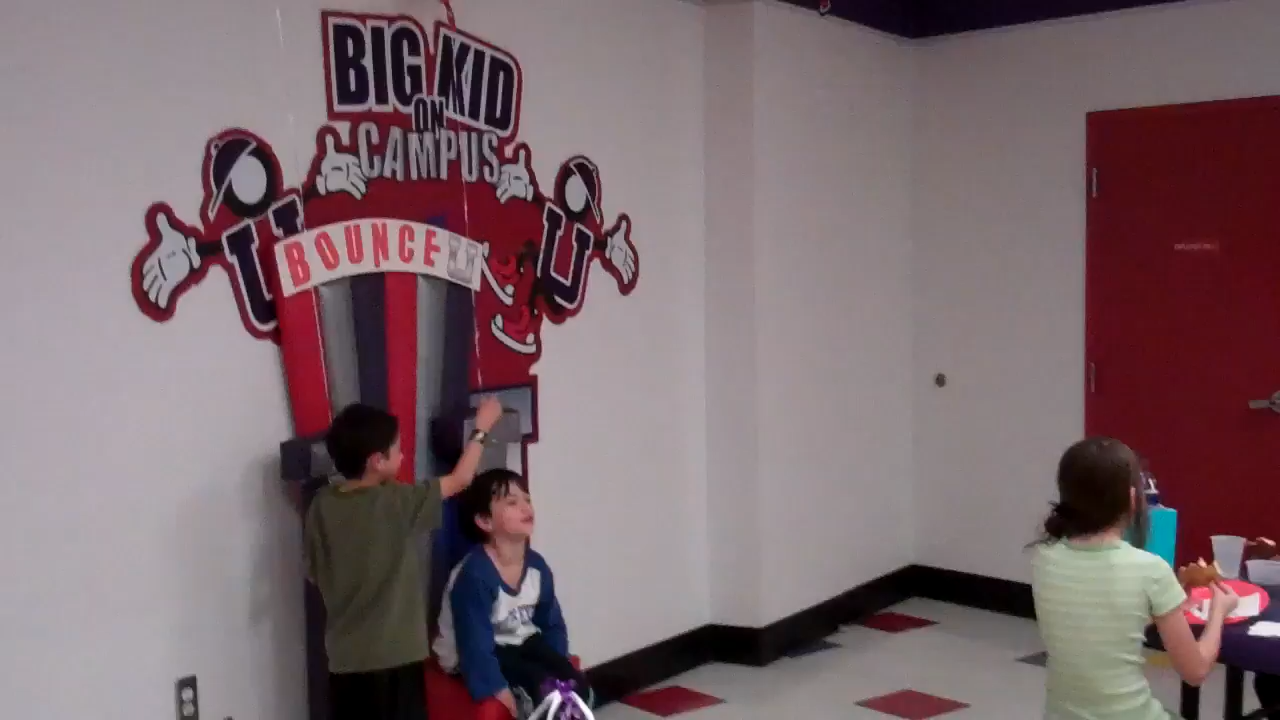 BIG KID
ON
CAMPUS
U
BOUNCE U
U